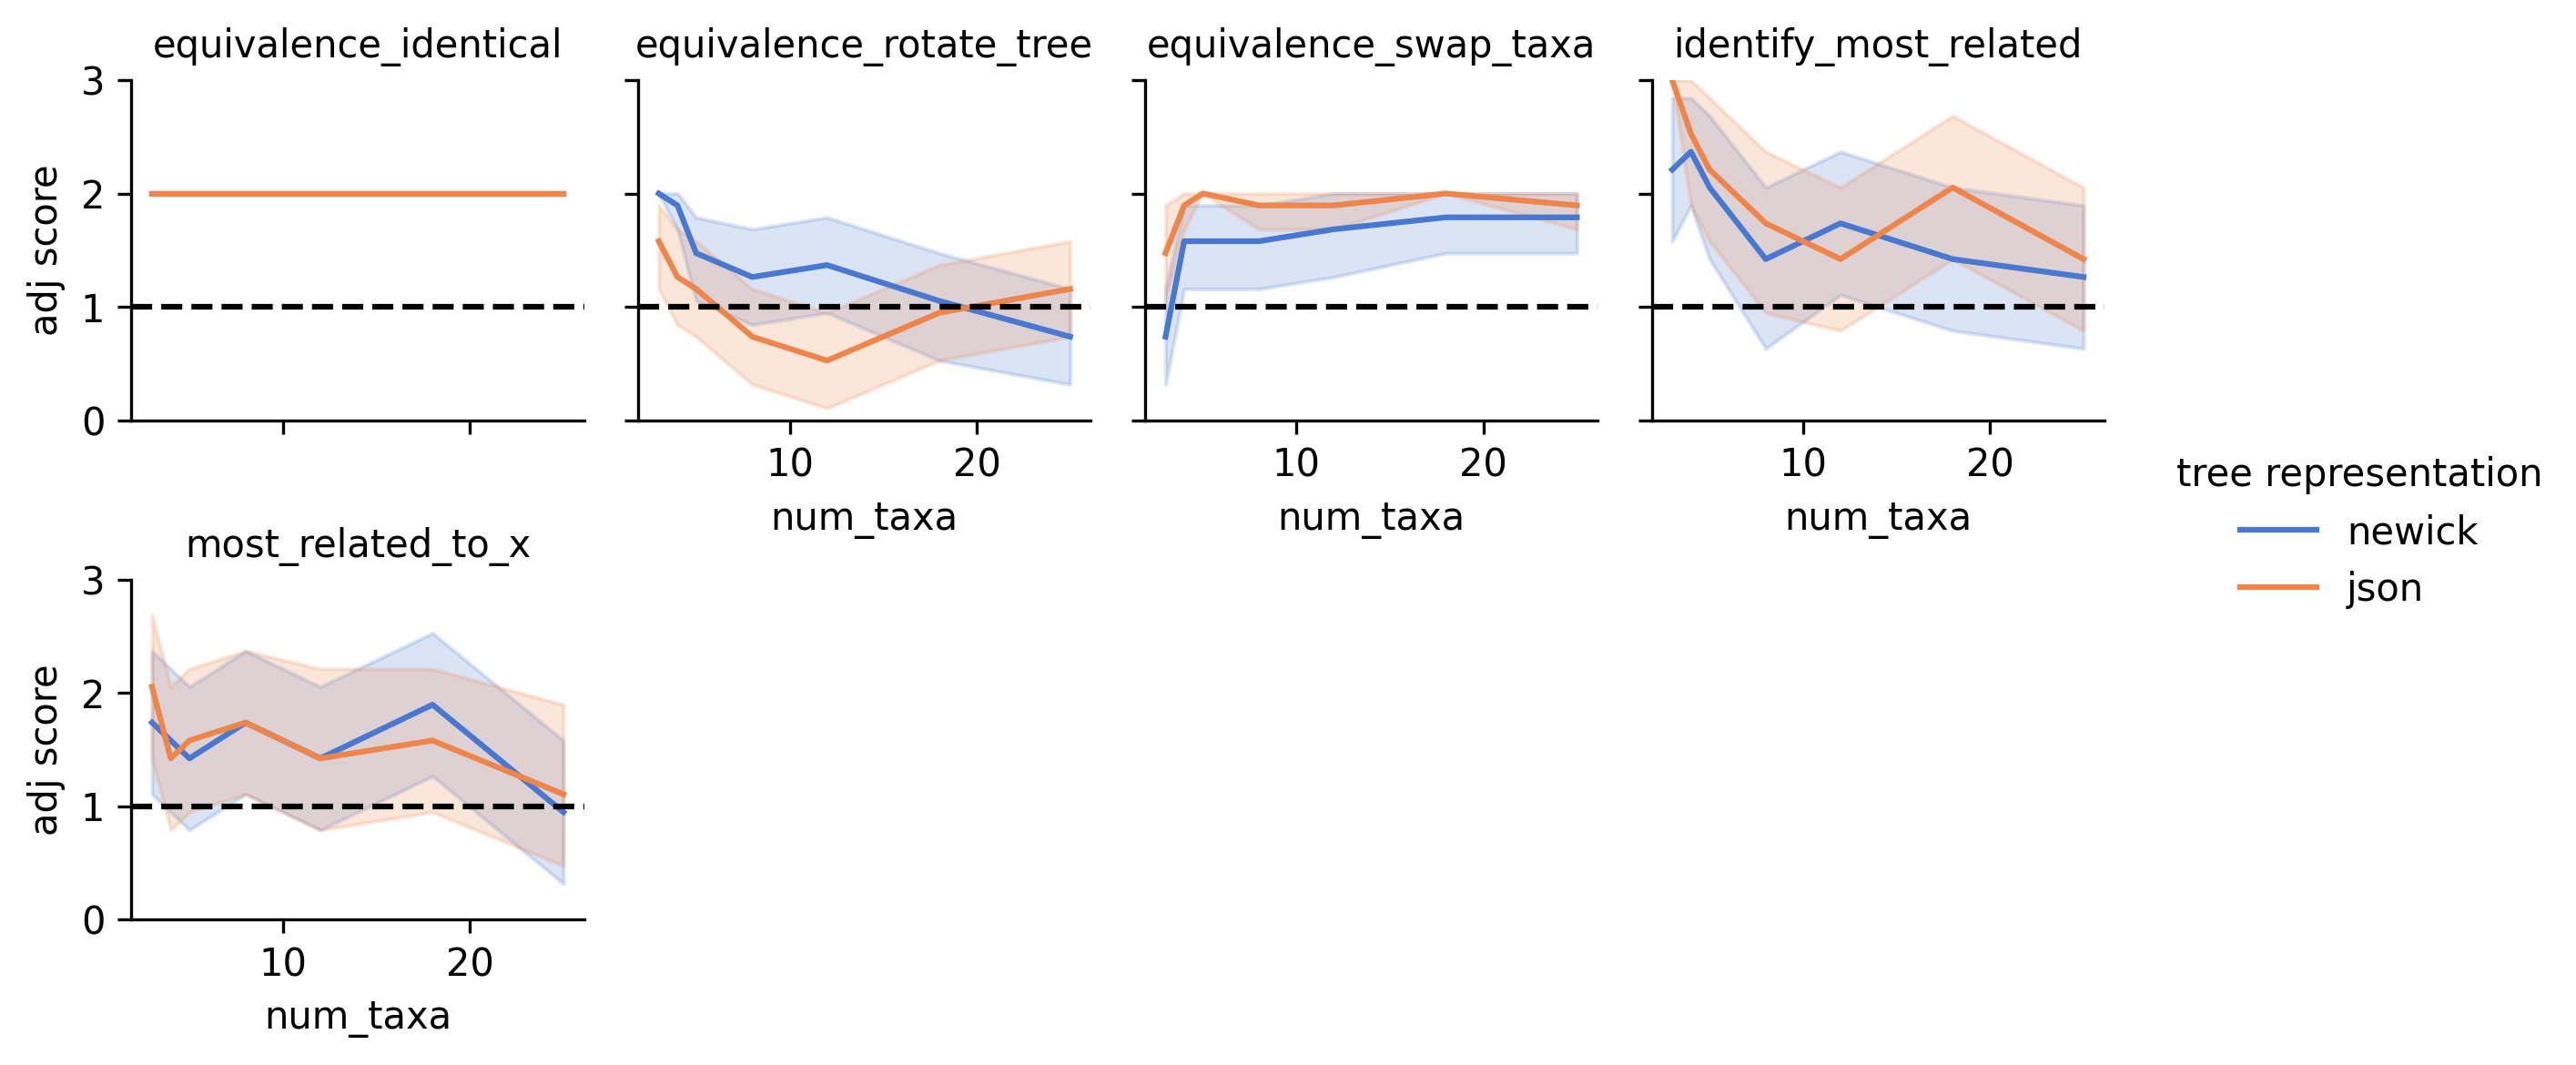 equivalence_identical
equivalence_rotate_tree
equivalence_swap_taxa
identify_most_related
3
2
1
0
adj score
10 20
num_taxa
10 20
num_taxa
10 20
num_taxa
tree representation
newick
json
most_related_to_x
3
2
1
0
adj score
10 20
num_taxa